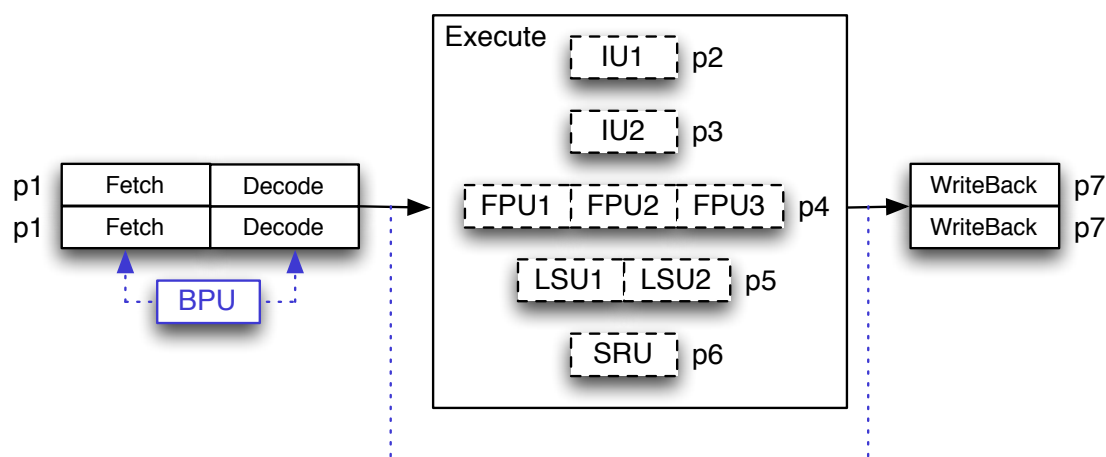 Execute
IU1 p2
IU2 p3
p1 Fetch Decode
FPU1 FPU2 FPU3 p4
WriteBack p7
p1 Fetch Decode
WriteBack p7
LSU1 LSU2 p5
BPU
SRU p6